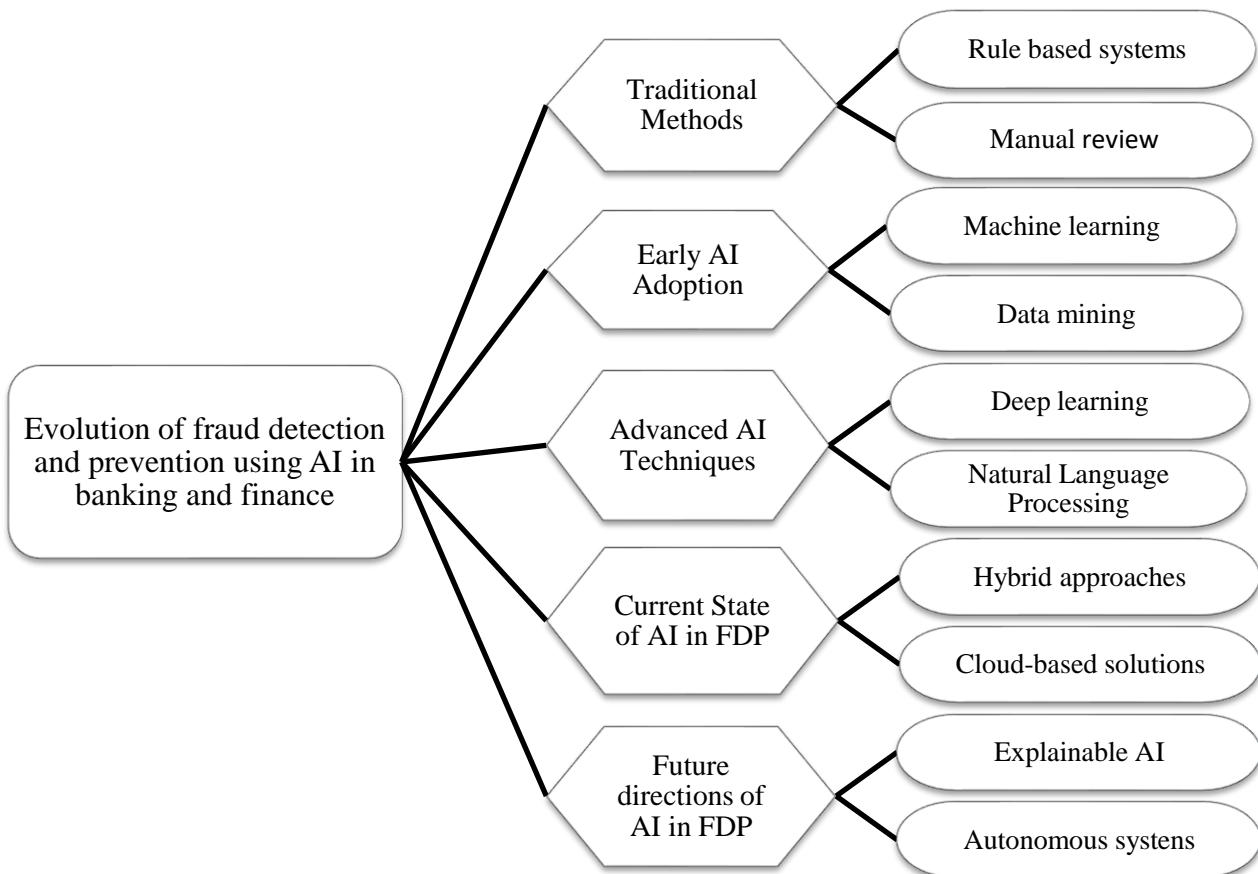 Evolution of fraud detection
and prevention using AI in
banking and finance
Traditional
Methods
Rule based systems
Manual review
Early AI
Adoption
Machine learning
Data mining
Advanced AI
Techniques
Deep learning
Natural Language
Processing
Current State
of AI in FDP
Hybrid approaches
Cloud-based solutions
Future
directions of
AI in FDP
Explainable AI
Autonomous systens